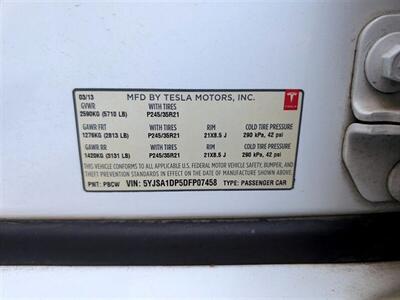 03/13 MFD BY TESLA MOTORS, INC.
GVWR WITH TIRES
2590KG (5710 LB) P245/35R21
GAWR FRT WITH TIRES RIM COLD TIRE PRESSURE
1276KG (2813 LB) P245/35R21 21X8.5 J 290 kPa, 42 psi
GAWR RR WITH TIRES RIM COLD TIRE PRESSURE
1420KG (3131 LB) P245/35R21 21X8.5 J 290 kPa, 42 psi
THIS VEHICLE CONFORMS TO ALL APPLICABLE U.S. FEDERAL MOTOR VEHICLE SAFETY, BUMPER, AND
THEFT PREVENTION STANDARDS IN EFFECT ON THE DATE OF MANUFACTURE SHOWN ABOVE.
PNT: PBCW VIN: 5YJSA1DP5DFP07458 TYPE: PASSENGER CAR